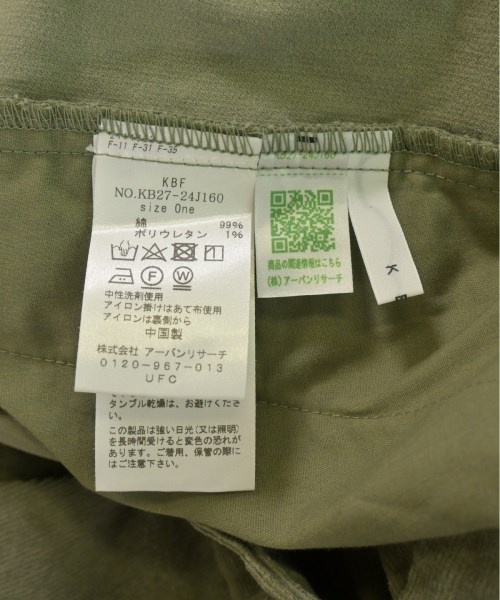 F-11 F-31 F-35
KBF
NO.KB27-24J160
size One
綿 99%
ポリウレタン 1%
中性洗剤使用
アイロン掛けはあて布使用
アイロンは裏側から
中国製
株式会社 アーバンリサーチ
0120-967-013
UFC
タンブル乾燥は、お避けくださ
い。
この製品は強い日光(又は照明)
を長時間受けると変色の恐れが
あります。ご着用、保管の際に
はご注意下さい。
KB27-24J160
商品の関連情報はこちら
(株)アーバンリサーチ
K